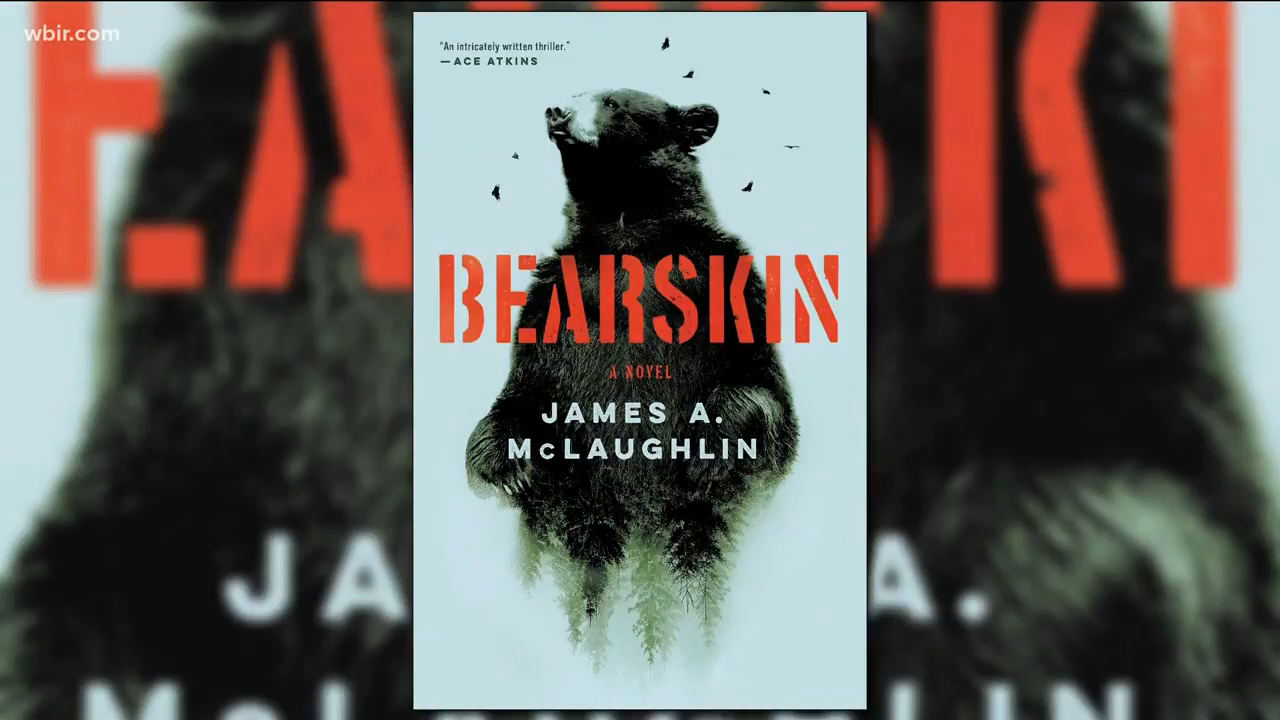 wbir.com
"An intricately written thriller."
—ACE ATKINS
BEARSKIN
A NOVEL
JAMES A.
McLAUGHLIN